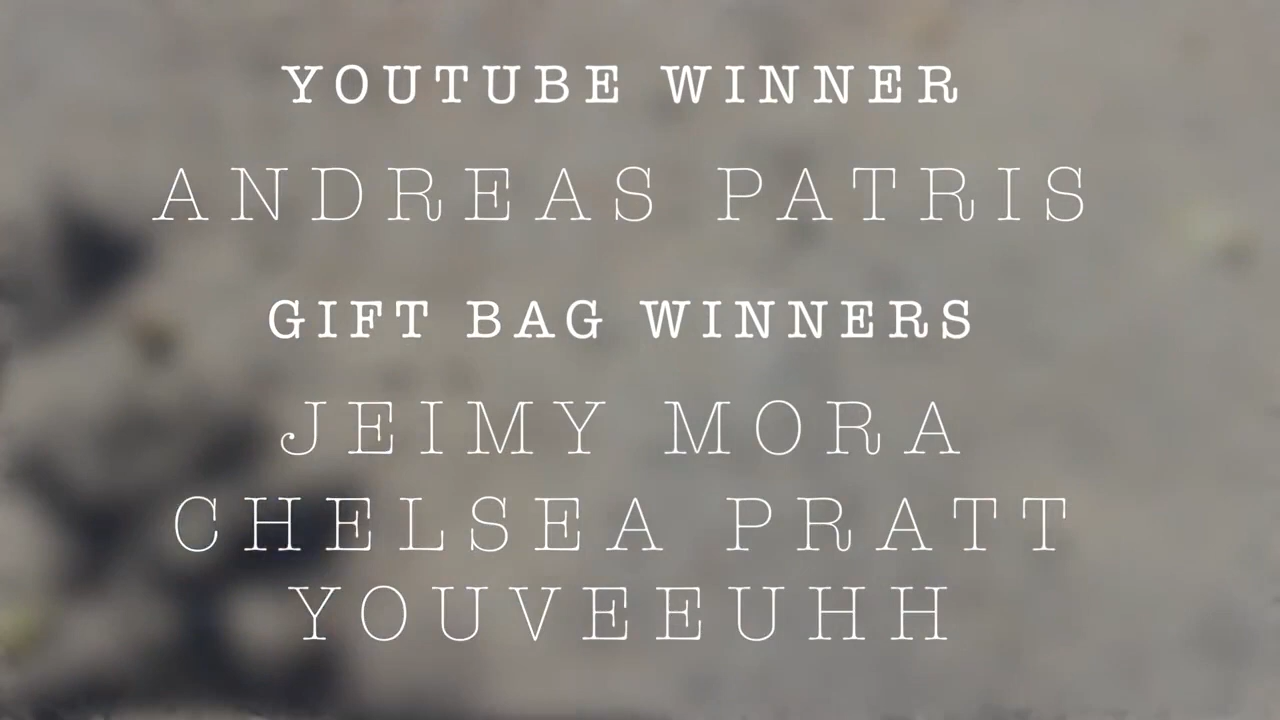 YOUTUBE WINNER
ANDREAS PATRIS
GIFT BAG WINNERS
JEIMY MORA
CHELSEA PRATT
YOUVEEUHH